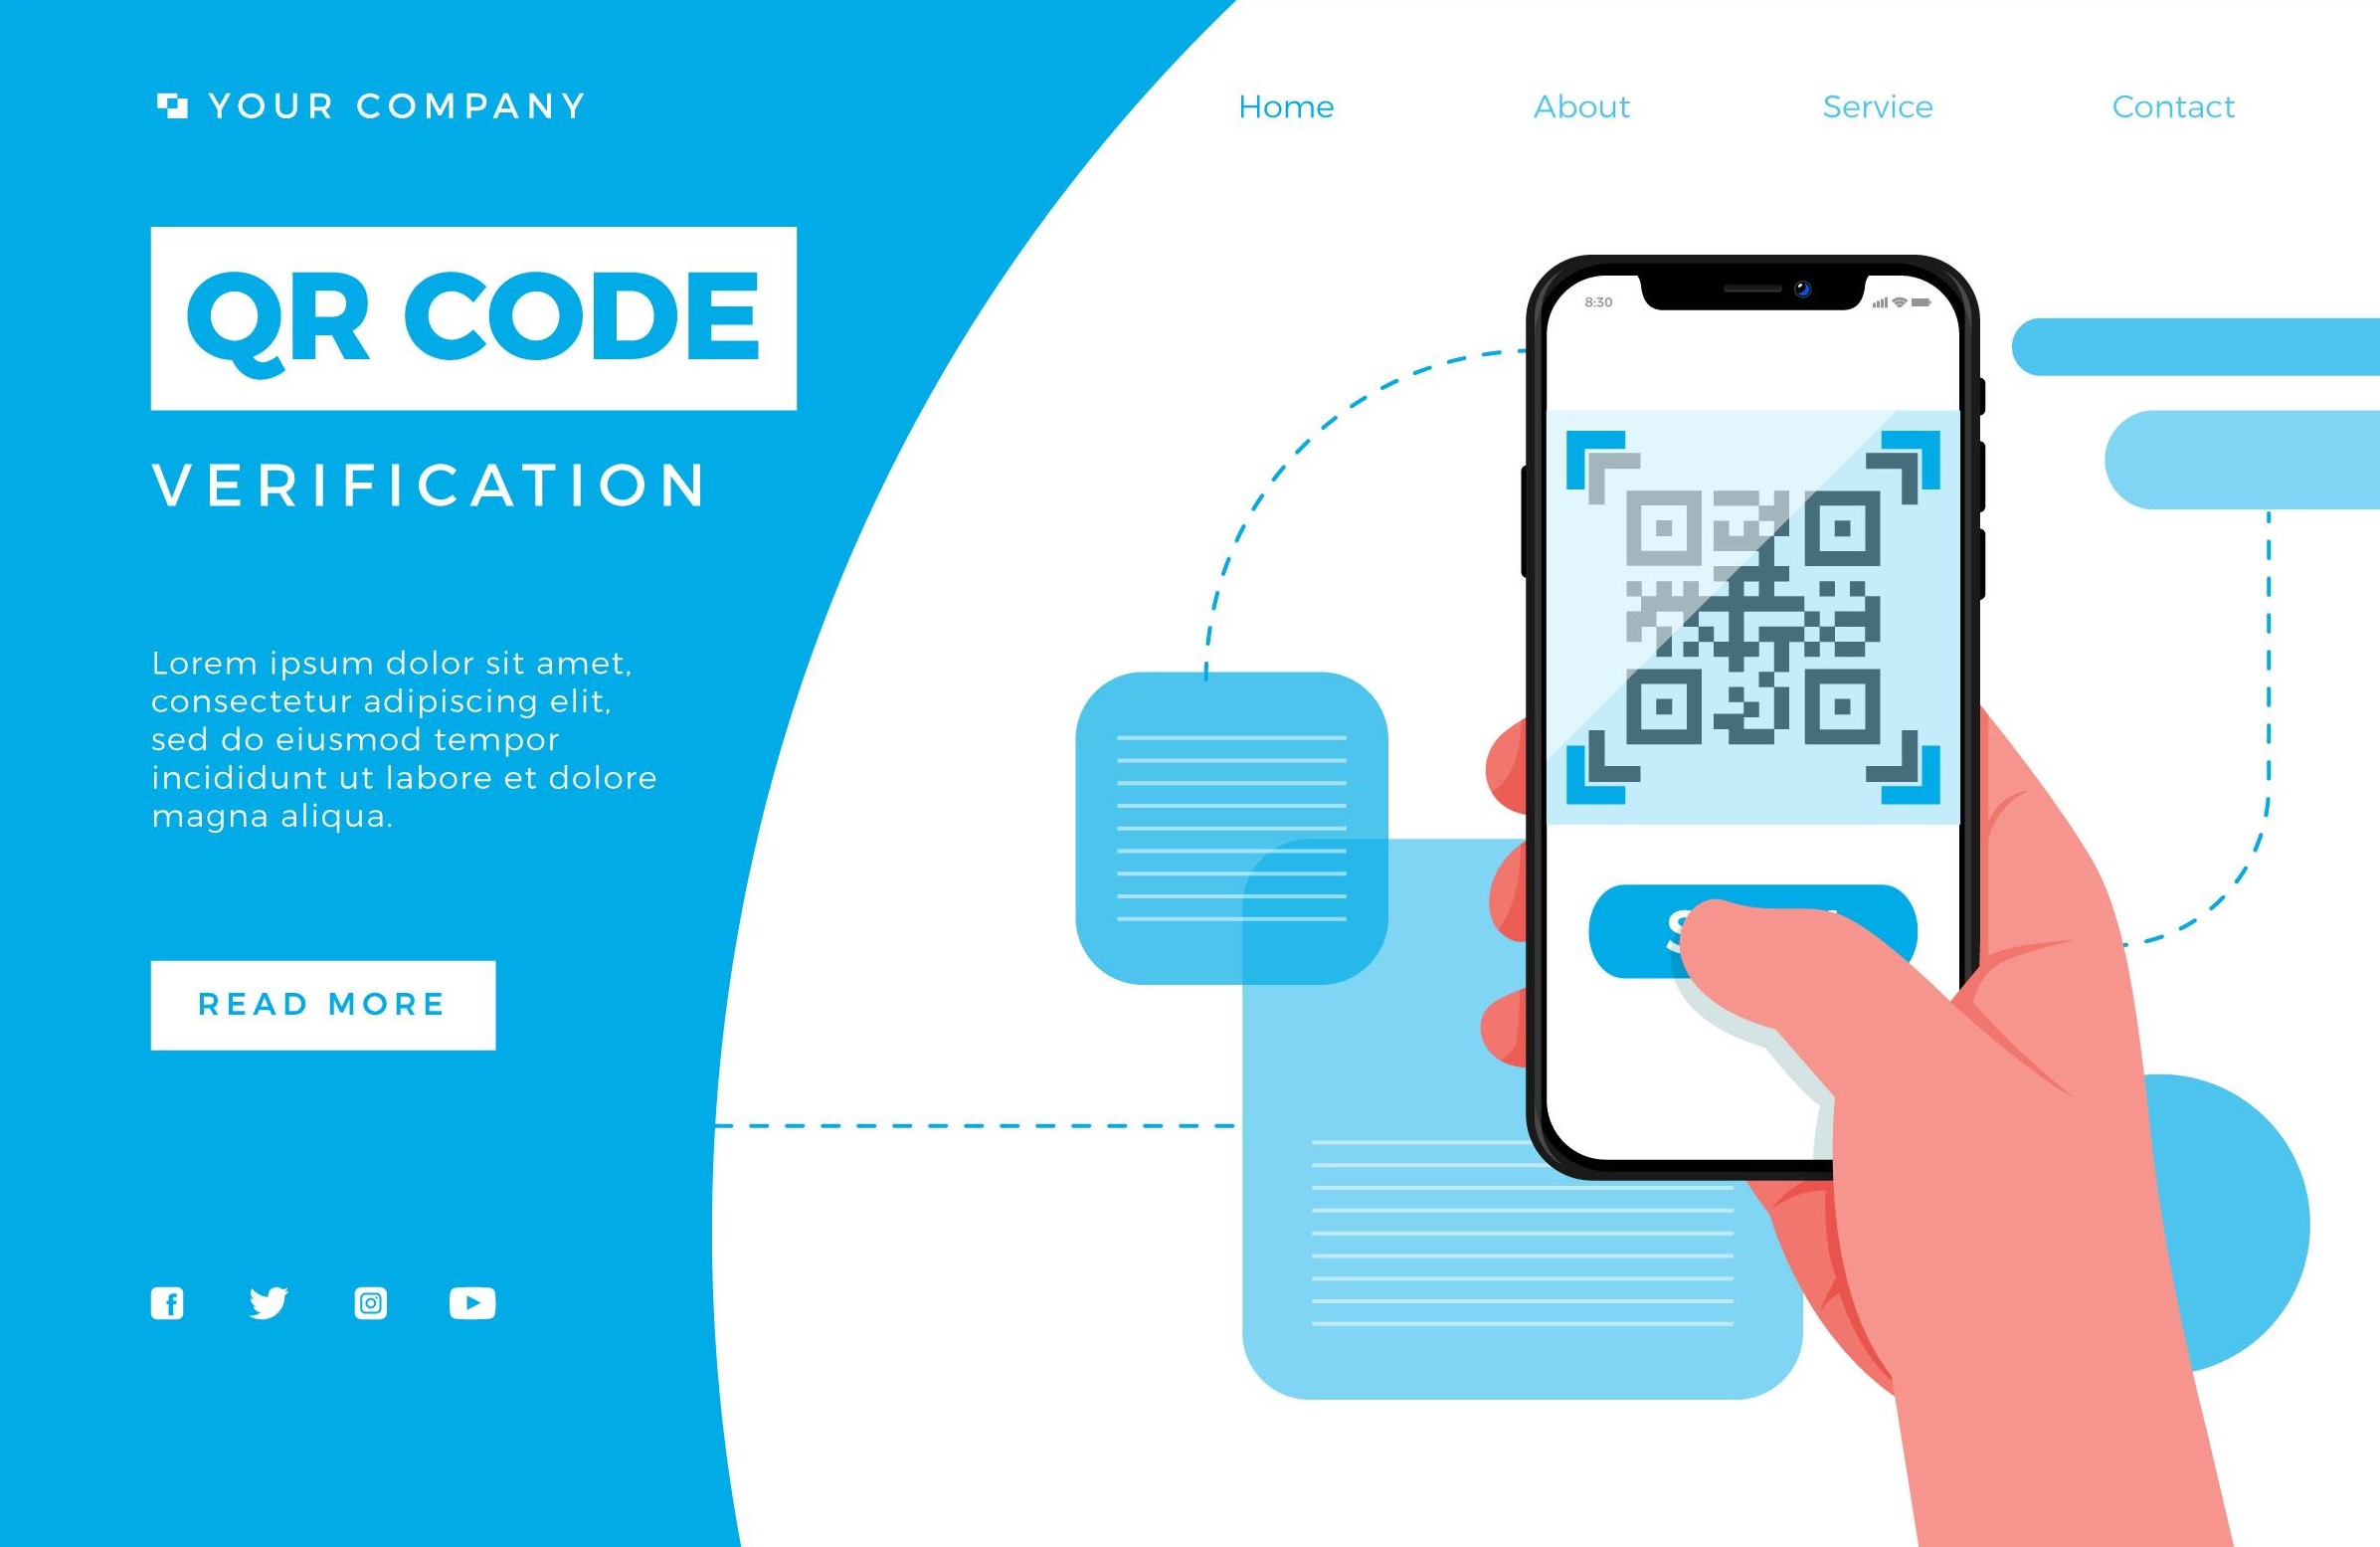 YOUR COMPANY
Home
About
Service
Contact
QR CODE
VERIFICATION
Lorem ipsum dolor sit amet,
consectetur adipiscing elit,
sed do eiusmod tempor
incididunt ut labore et dolore
magna aliqua.
READ MORE
8:30